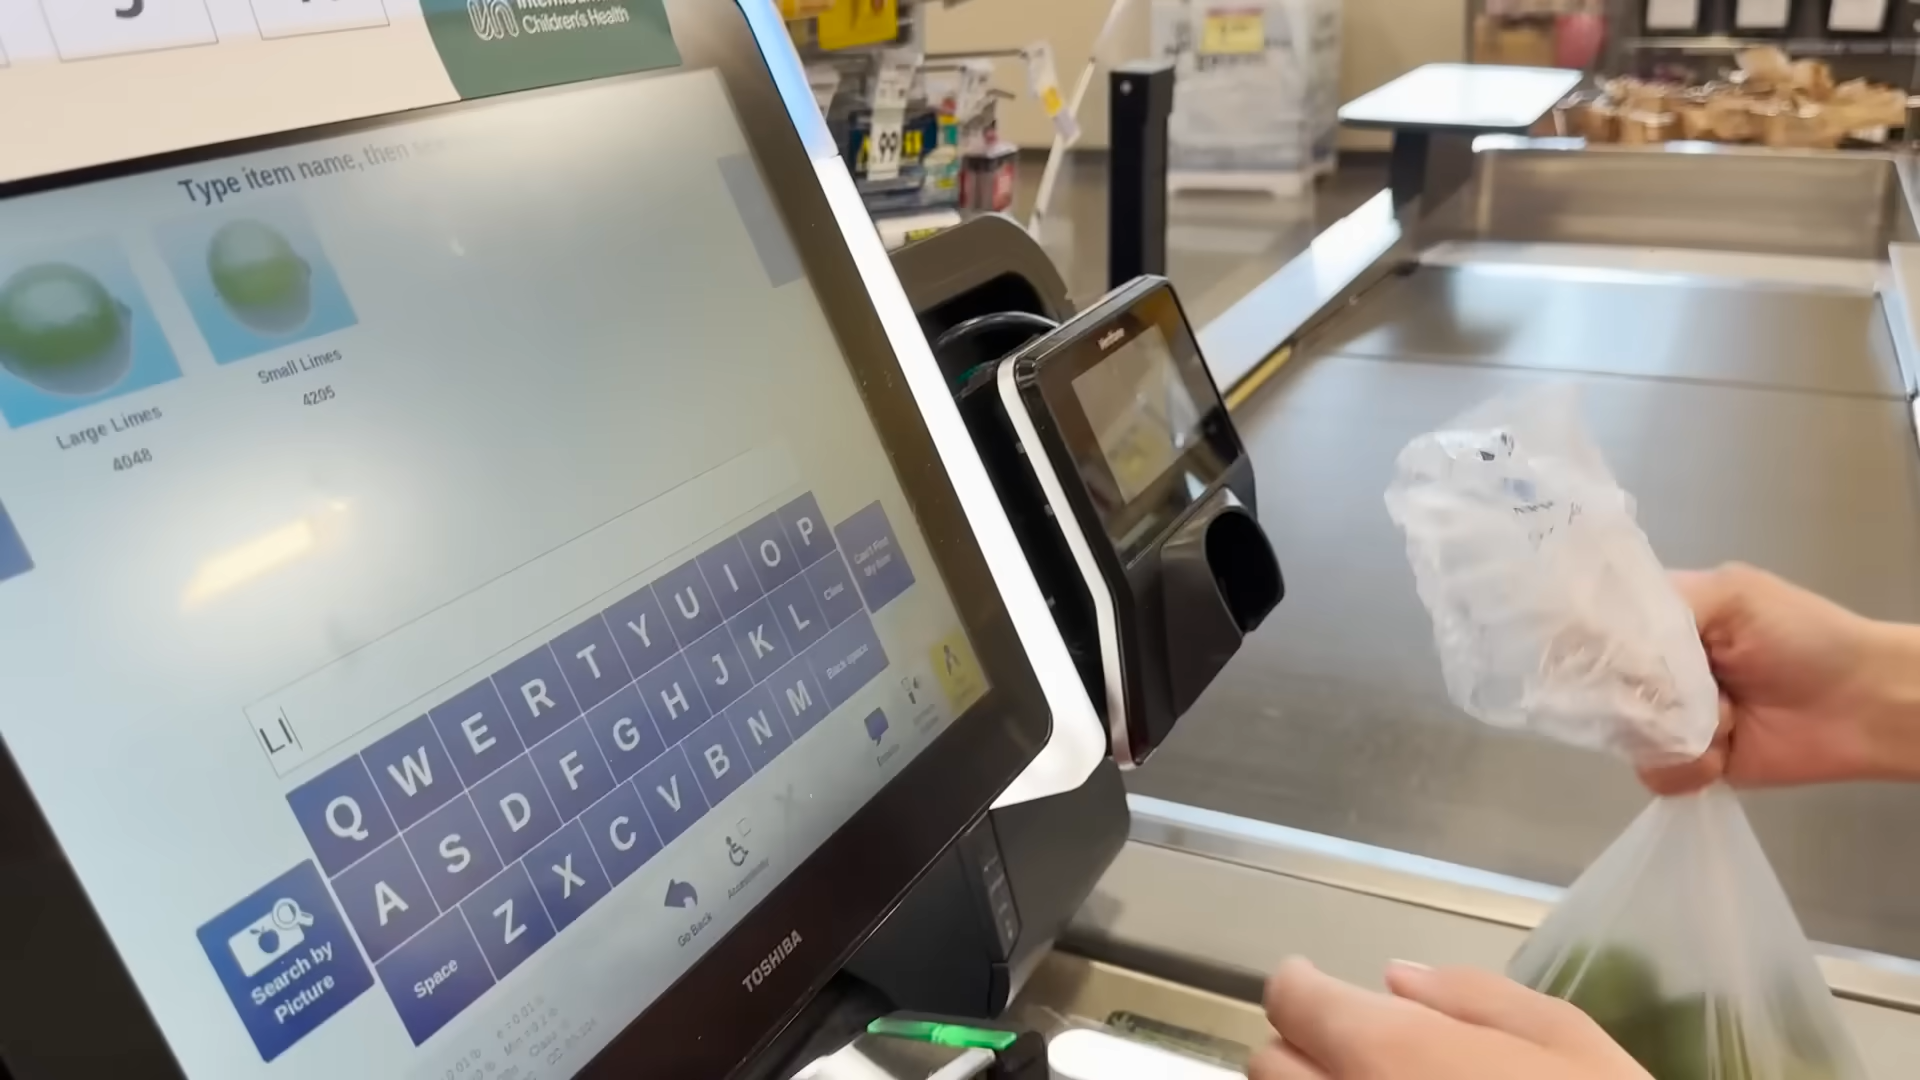 Children's Health
Type item name, then
Large Limes
4048
Small Limes
4205
.99
LI
Q W E R T Y U I O P
A S D F G H J K L Clear
Z X C V B N M Back space
Space
Can't Find
My Item
Search by
Picture
Go Back
Accessibility
TOSHIBA